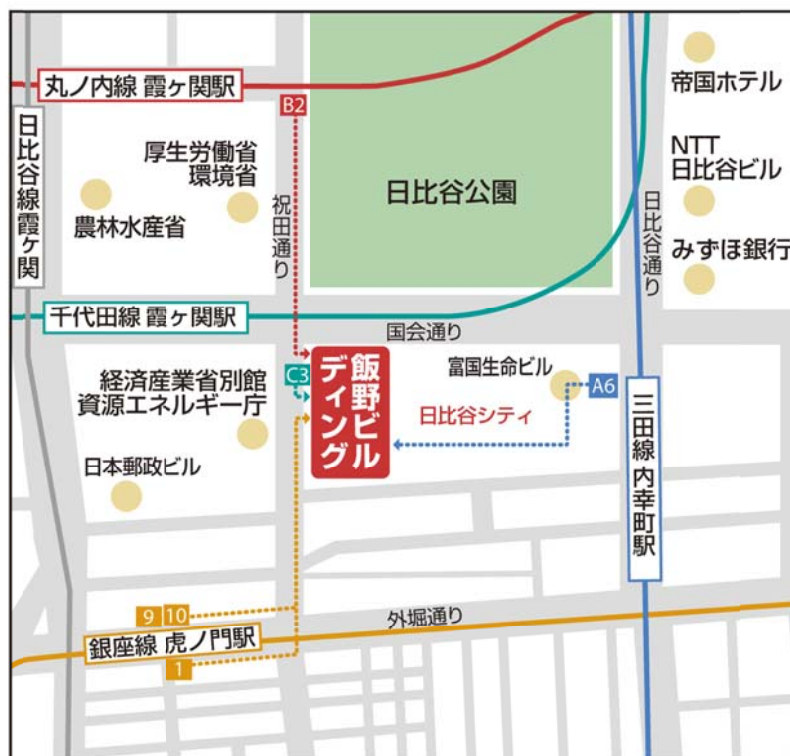 丸ノ内線 霞ヶ関駅
B2
帝国ホテル
日比谷線霞ヶ関
厚生労働省
環境省
農林水産省
祝田通り
日比谷公園
日比谷通り
NTT
日比谷ビル
みずほ銀行
千代田線 霞ヶ関駅
国会通り
経済産業省別館
資源エネルギー庁
日本郵政ビル
C3
飯野ビル
ディング
富国生命ビル
A6
日比谷シティ
三田線 内幸町駅
9 10
銀座線 虎ノ門駅
1
外堀通り